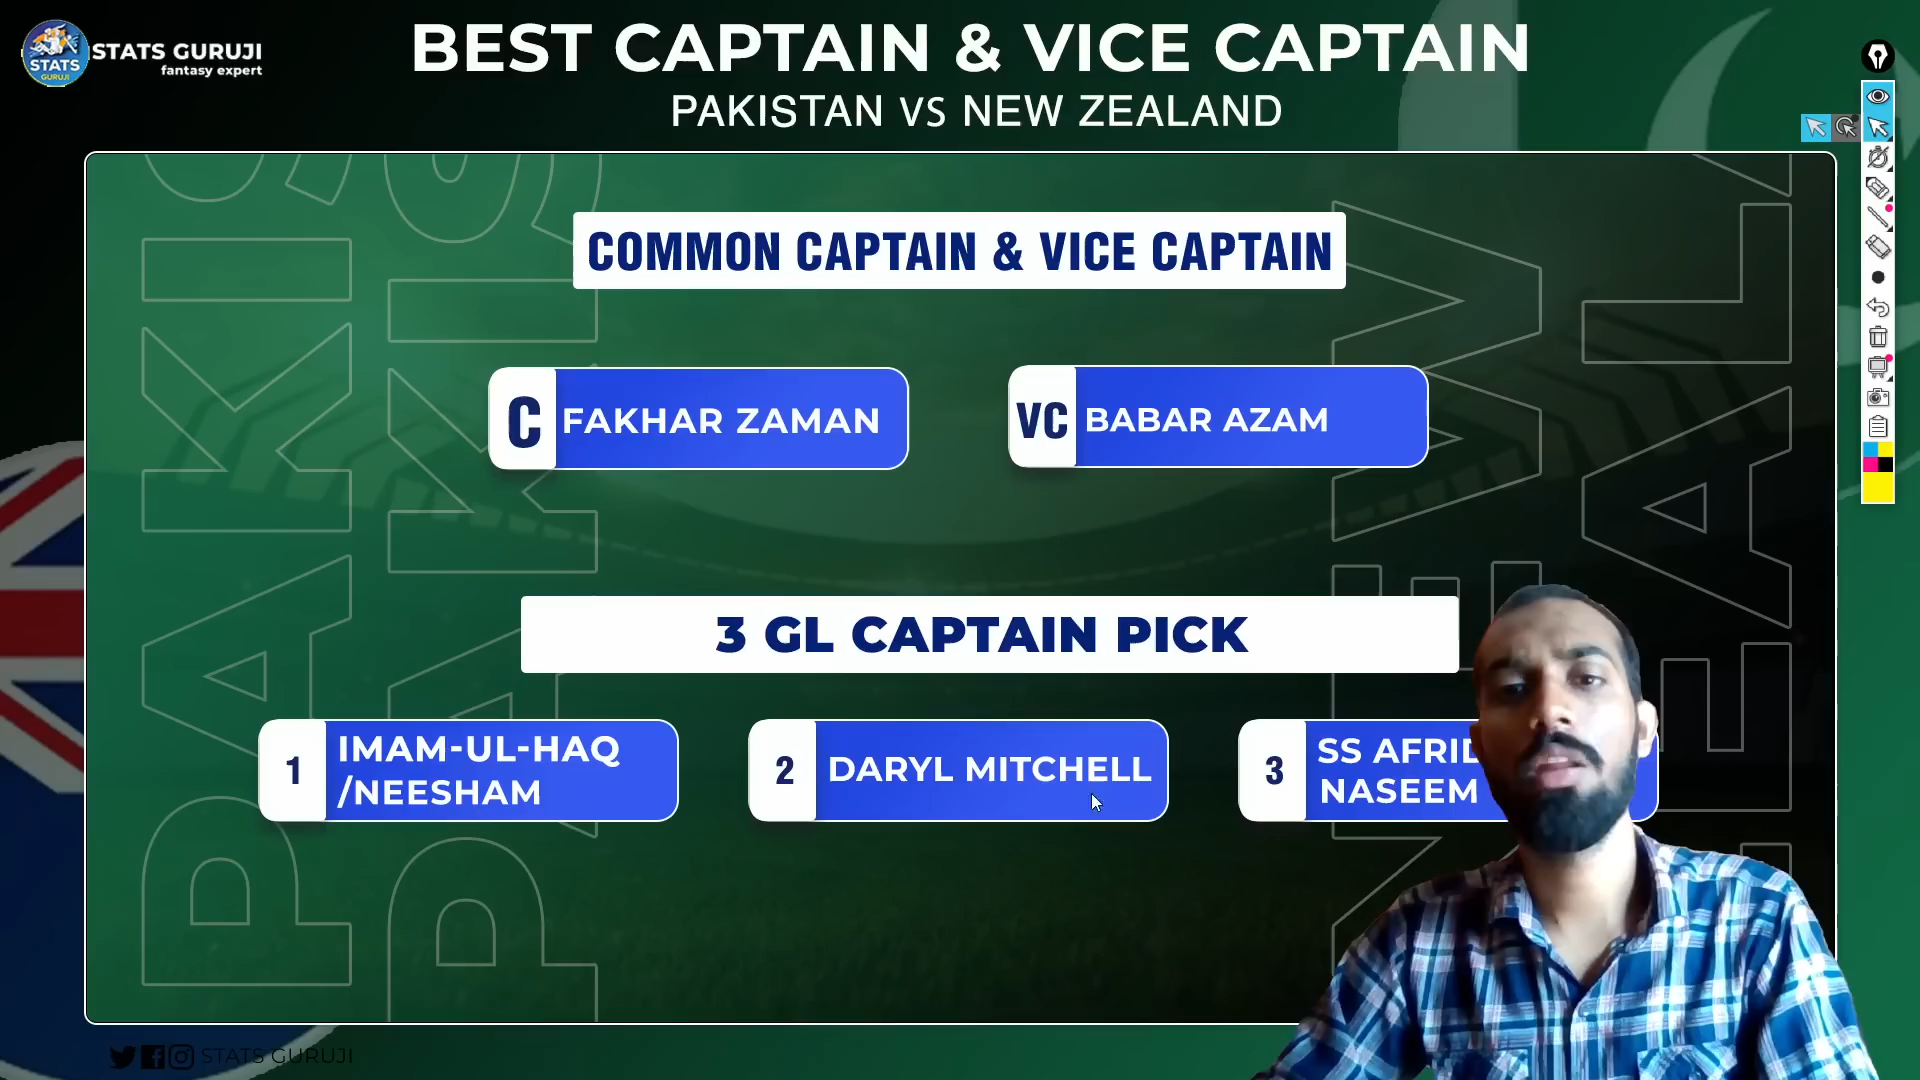 STATS GURUJI
fantasy expert
STATS
GURUJI
BEST CAPTAIN & VICE CAPTAIN
PAKISTAN VS NEW ZEALAND
COMMON CAPTAIN & VICE CAPTAIN
C FAKHAR ZAMAN
VC BABAR AZAM
3 GL CAPTAIN PICK
1 IMAM-UL-HAQ
/NEESHAM
2 DARYL MITCHELL
3 SS
NASEEM
STATS GURUJI